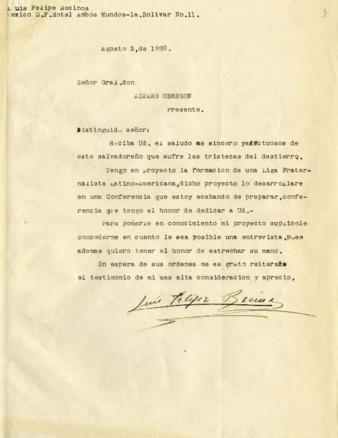 Luis Felipe Recinos
Mexico D.F.Hotel Ambos Mundos-1a.Bolivar No.11.
Agosto 3,de 1920.
Señor Gral.don
ALVARO OBREGON
Presente.
Distinguido señor:
Reciba Ud. el saludo mas sincero y afectuosos de
este salvadoreño que sufre las tristezas del destierro.
Tengo en proyecto la formacion de una Liga Frater-
nalista Latino-Americana,dicho proyecto lo desarrolare
en una Conferencia que estoy acabando de preparar,confe-
rencia que tengo el honor de dedicar a Ud.-
Para ponerle en conocimiento mi proyecto suplicole
concederme en cuanto le sea posible una entrevista,pues
ademas quiero tener el honor de estrechar su mano.
En espera de sus ordenes me es grato reiterarle
el testimonio de mi mas alta consideracion y aprecio.
Luis Felipe Recinos